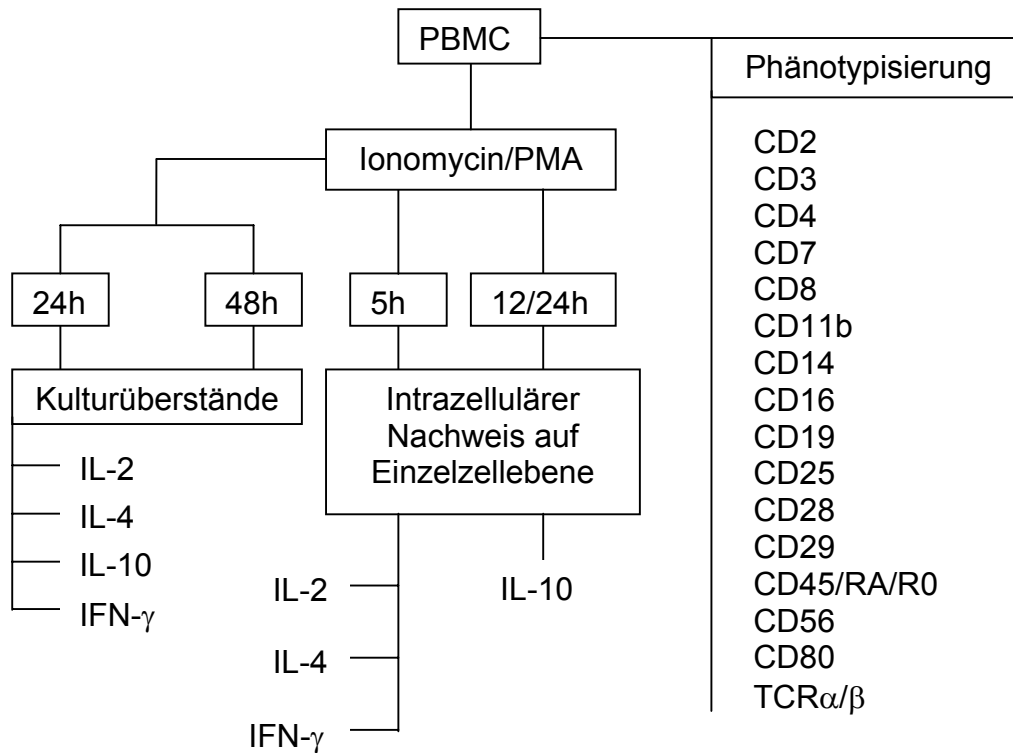 PBMC
Phänotypisierung
Ionomycin/PMA
24h
48h
5h
12/24h
Kulturüberstände
IL-2
IL-4
IL-10
IFN-γ
Intrazellulärer
Nachweis auf
Einzelzellebene
IL-2
IL-4
IFN-γ
IL-10
CD2
CD3
CD4
CD7
CD8
CD11b
CD14
CD16
CD19
CD25
CD28
CD29
CD45/RA/R0
CD56
CD80
TCRα/β